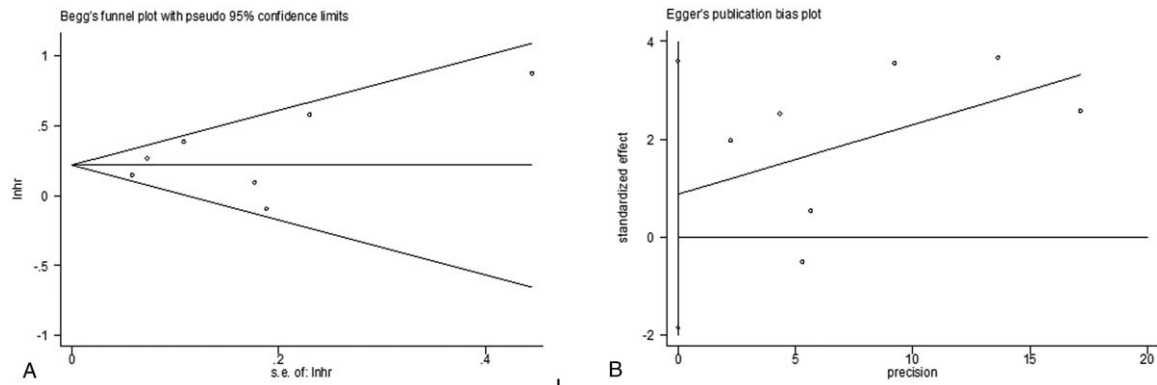 Begg's funnel plot with pseudo 95% confidence limits
lnhr
1
.5
0
-.5
-1
0
.2
.4
s.e. of: lnhr
A
Egger's publication bias plot
standardized effect
4
2
0
-2
0
5
10
15
20
precision
B